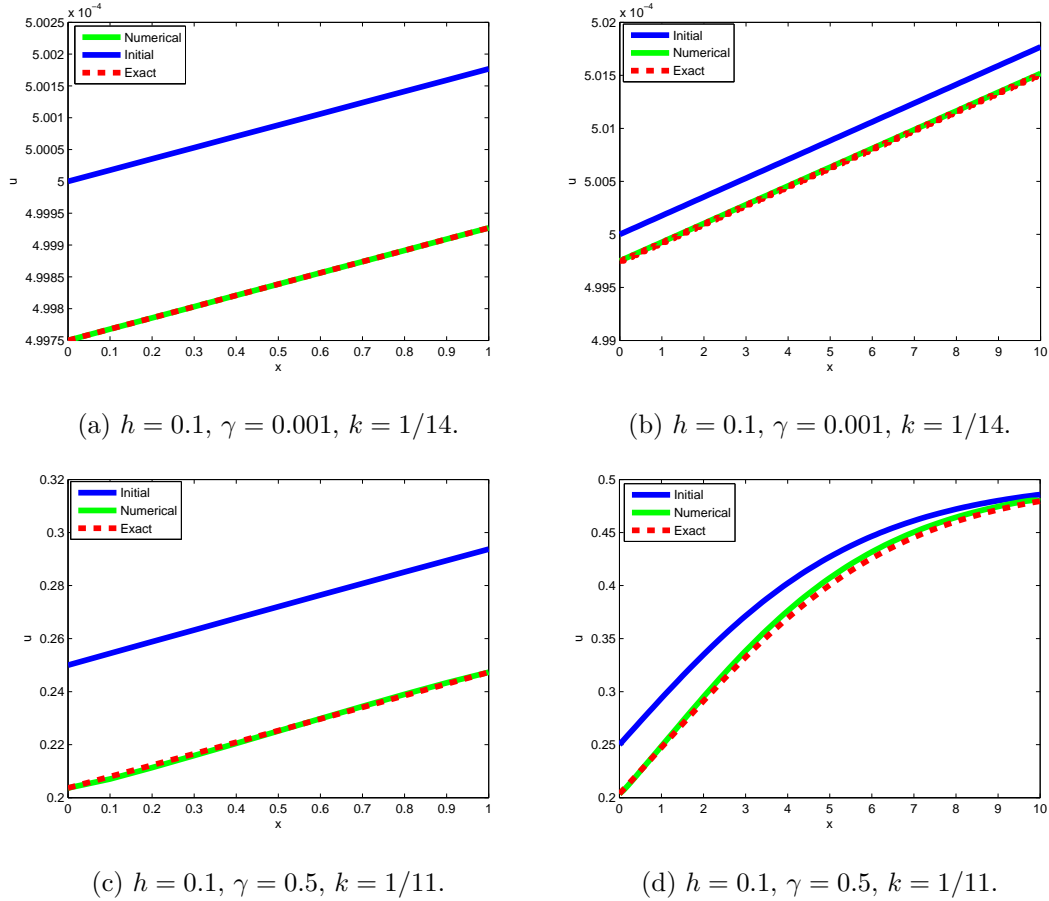 x 10⁻⁴
5.0025
5.002
5.0015
5.001
5.0005
5
4.9995
4.999
4.9985
4.998
4.9975
u
Numerical
Initial
Exact
0 0.1 0.2 0.3 0.4 0.5 0.6 0.7 0.8 0.9 1
x
(a) h = 0.1, γ = 0.001, k = 1/14.
x 10⁻⁴
5.02
5.015
5.01
5.005
5
4.995
4.99
u
Initial
Numerical
Exact
0 1 2 3 4 5 6 7 8 9 10
x
(b) h = 0.1, γ = 0.001, k = 1/14.
0.32
0.3
0.28
0.26
0.24
0.22
0.2
u
Initial
Numerical
Exact
0 0.1 0.2 0.3 0.4 0.5 0.6 0.7 0.8 0.9 1
x
(c) h = 0.1, γ = 0.5, k = 1/11.
0.5
0.45
0.4
0.35
0.3
0.25
0.2
u
Initial
Numerical
Exact
0 1 2 3 4 5 6 7 8 9 10
x
(d) h = 0.1, γ = 0.5, k = 1/11.